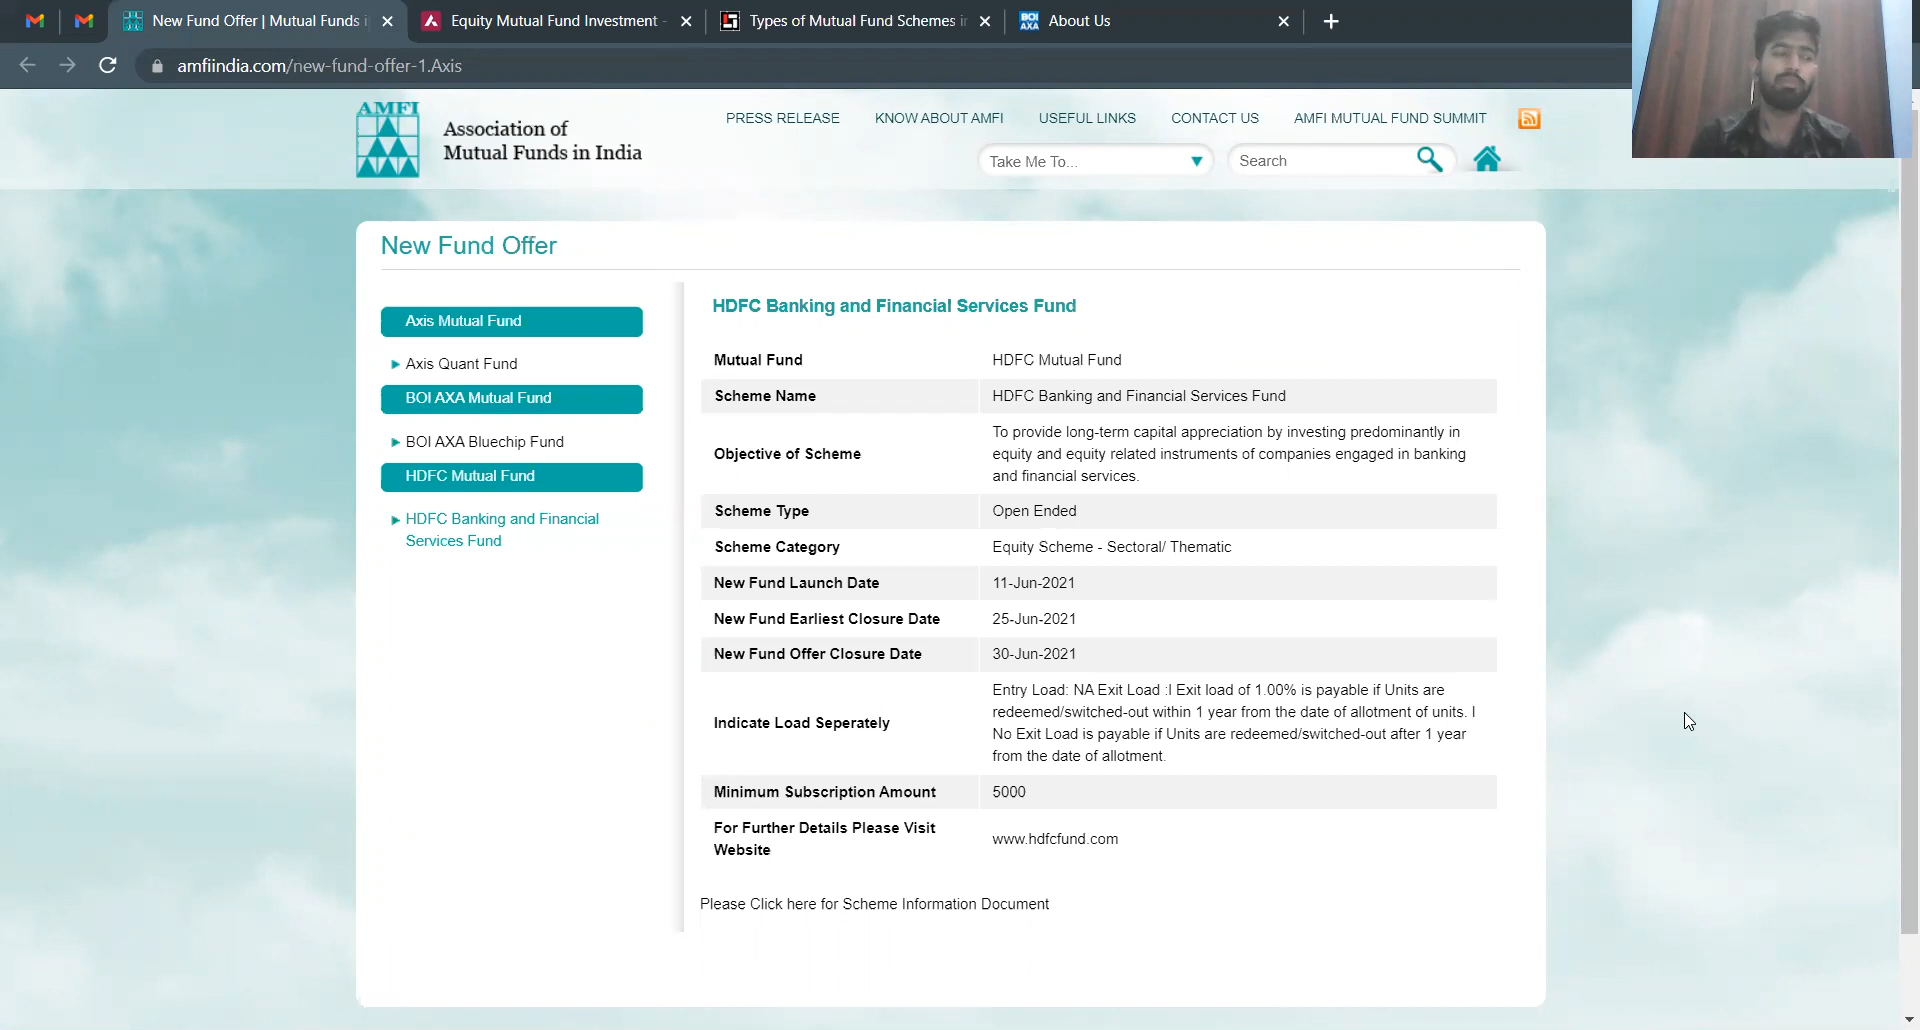 New Fund Offer | Mutual Funds i
Equity Mutual Fund Investment -
Types of Mutual Fund Schemes in
BOI AXA
About Us
amfiindia.com/new-fund-offer-1.Axis
AMFI
Association of
Mutual Funds in India
PRESS RELEASE
KNOW ABOUT AMFI
USEFUL LINKS
CONTACT US
AMFI MUTUAL FUND SUMMIT
Take Me To...
Search
New Fund Offer
Axis Mutual Fund
Axis Quant Fund
BOI AXA Mutual Fund
BOI AXA Bluechip Fund
HDFC Mutual Fund
HDFC Banking and Financial
Services Fund
HDFC Banking and Financial Services Fund
Mutual Fund HDFC Mutual Fund
Scheme Name HDFC Banking and Financial Services Fund
Objective of Scheme To provide long-term capital appreciation by investing predominantly in
equity and equity related instruments of companies engaged in banking
and financial services.
Scheme Type Open Ended
Scheme Category Equity Scheme - Sectoral/ Thematic
New Fund Launch Date 11-Jun-2021
New Fund Earliest Closure Date 25-Jun-2021
New Fund Offer Closure Date 30-Jun-2021
Indicate Load Seperately Entry Load: NA Exit Load :I Exit load of 1.00% is payable if Units are
redeemed/switched-out within 1 year from the date of allotment of units. I
No Exit Load is payable if Units are redeemed/switched-out after 1 year
from the date of allotment.
Minimum Subscription Amount 5000
For Further Details Please Visit
Website www.hdfcfund.com
Please Click here for Scheme Information Document